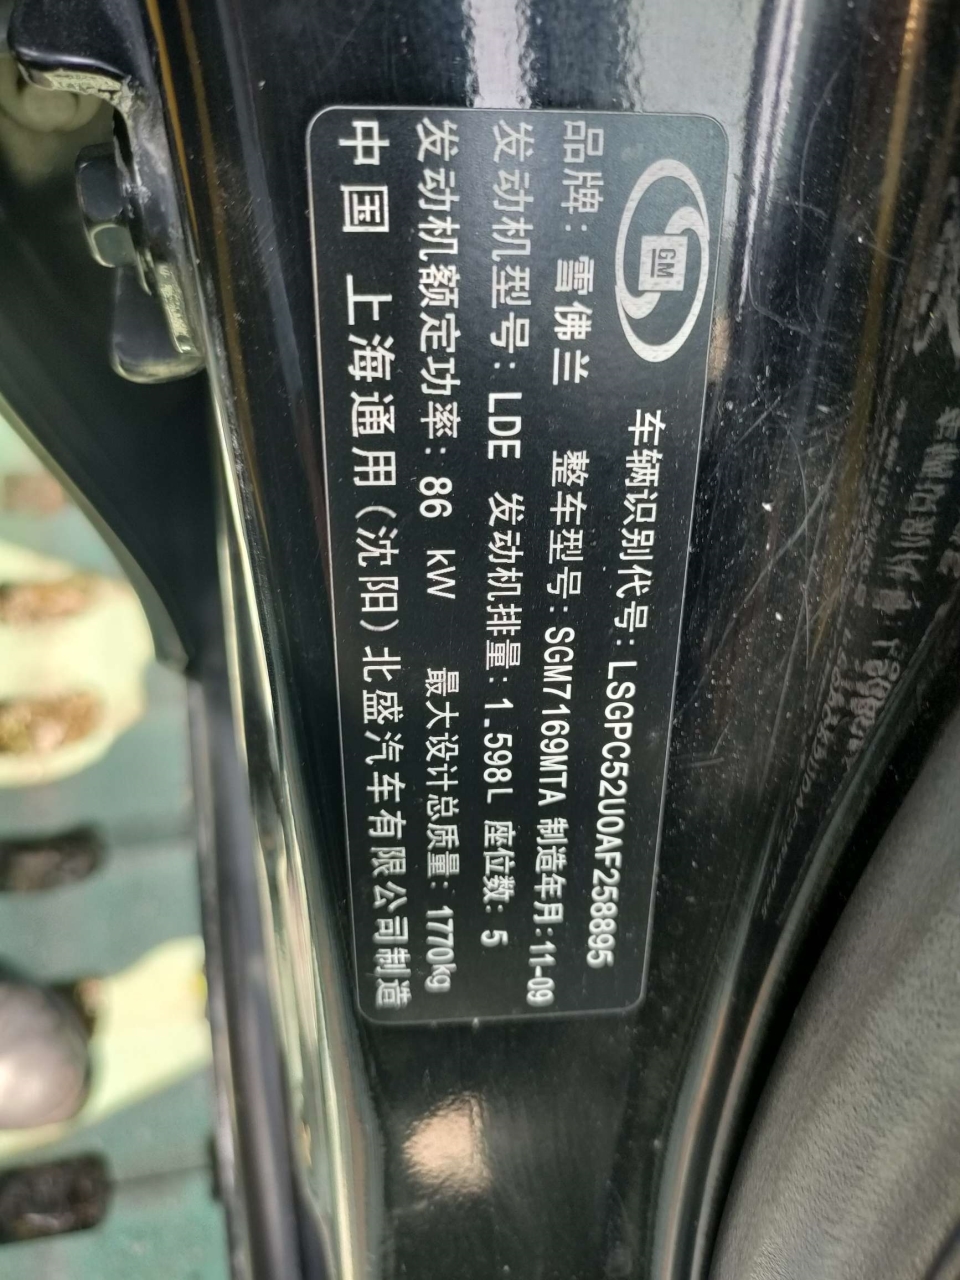 GM
车辆识别代号:LSGPC52U0AF258895
品牌:雪佛兰 整车型号:SGM7169MTA 制造年月:11-09
发动机型号:LDE 发动机排量:1.598L 座位数:5
发动机额定功率:86 kW 最大设计总质量:1770kg
中国 上海通用(沈阳)北盛汽车有限公司制造